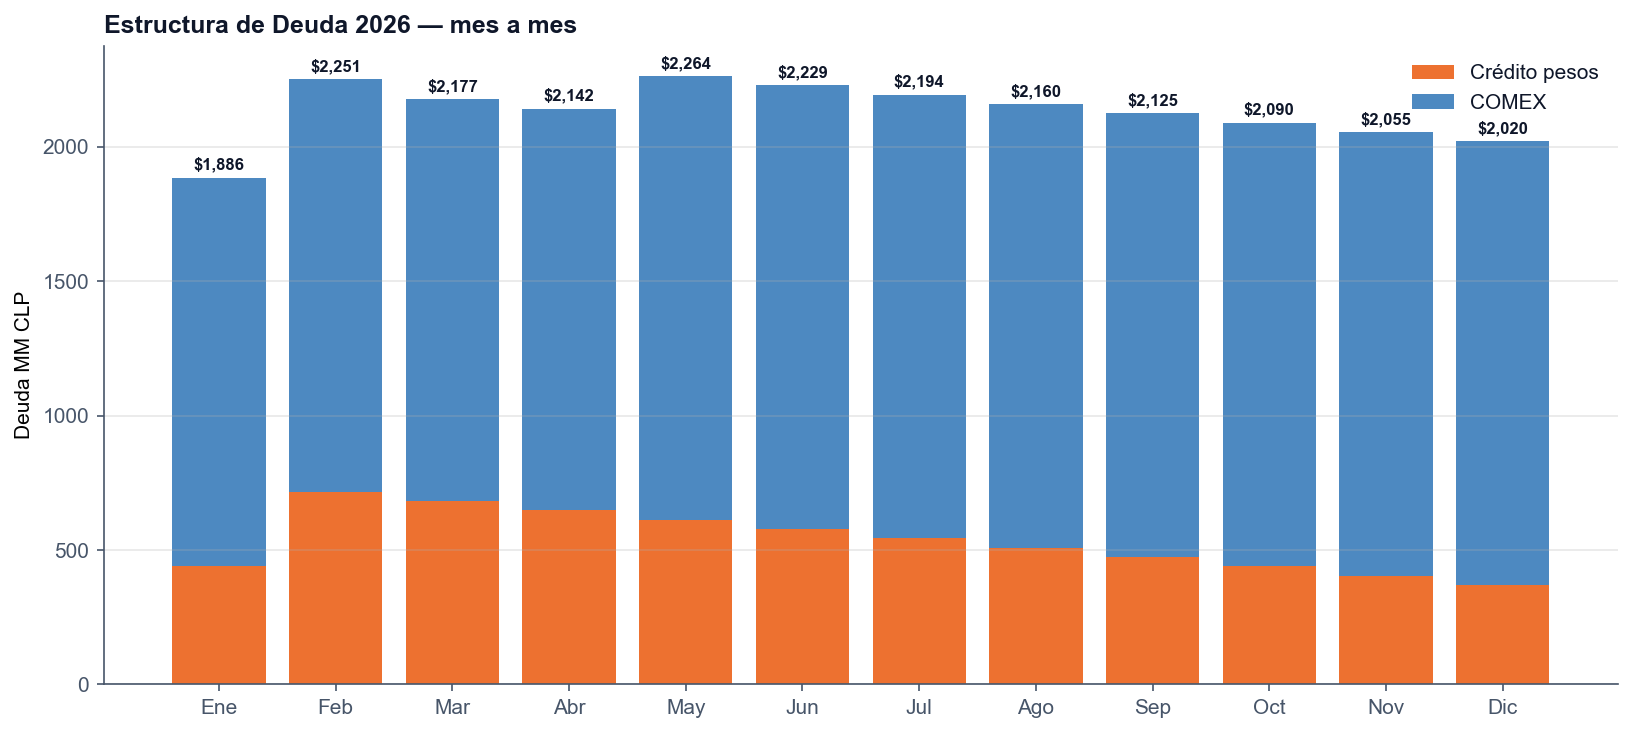 Estructura de Deuda 2026 — mes a mes
Crédito pesos
COMEX
Deuda MM CLP
2000
1500
1000
500
0
$1,886
$2,251
$2,177
$2,142
$2,264
$2,229
$2,194
$2,160
$2,125
$2,090
$2,055
$2,020
Ene
Feb
Mar
Abr
May
Jun
Jul
Ago
Sep
Oct
Nov
Dic